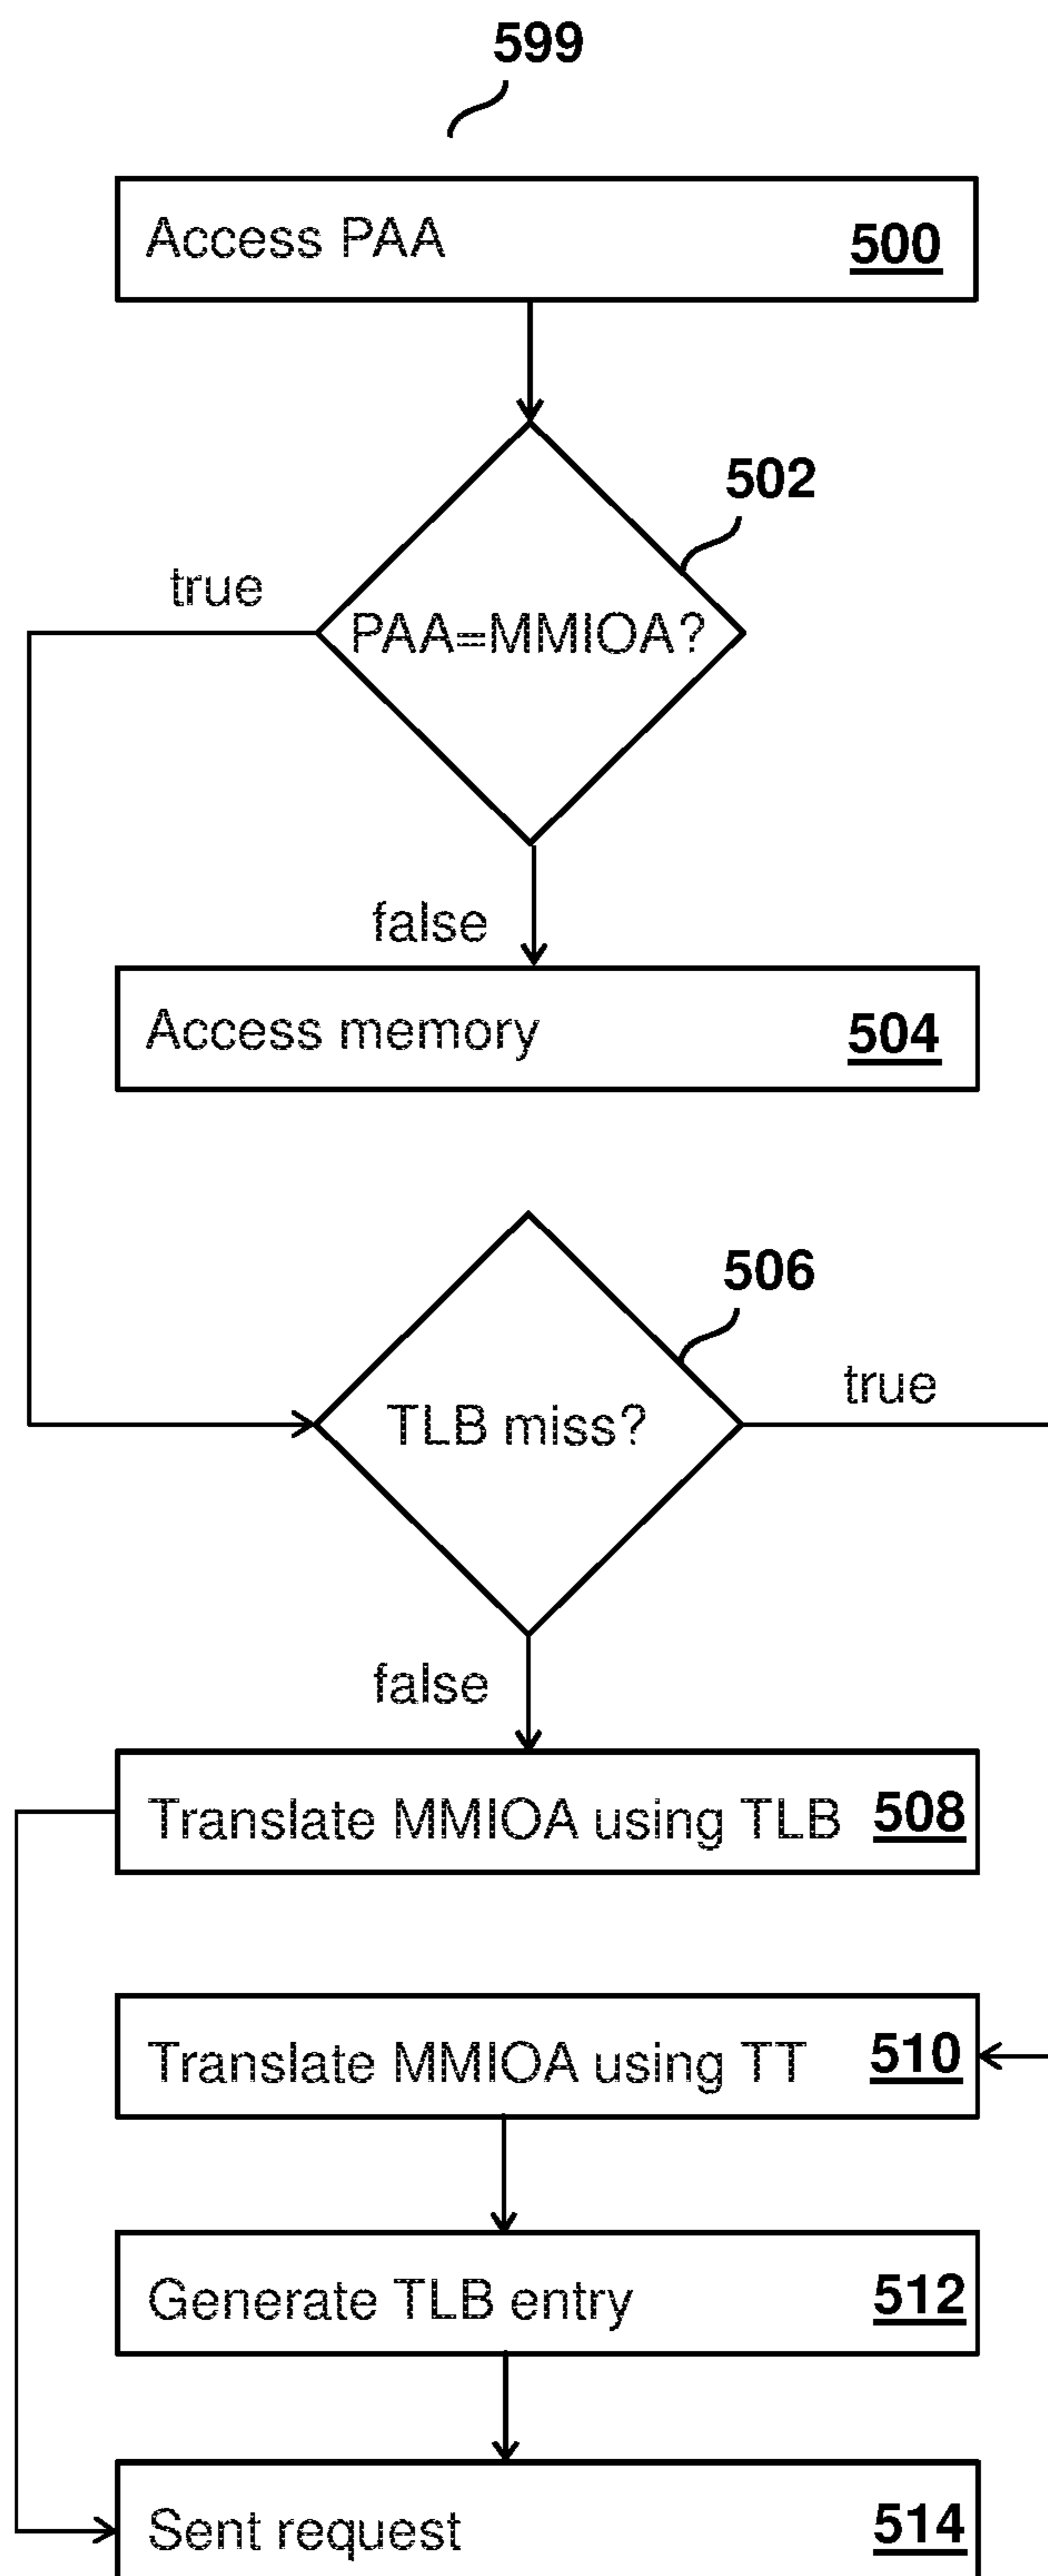 599
Access PAA 500
502
true
PAA=MMIOA?
false
Access memory 504
506
true
TLB miss?
false
Translate MMIOA using TLB 508
Translate MMIOA using TT 510
Generate TLB entry 512
Sent request 514